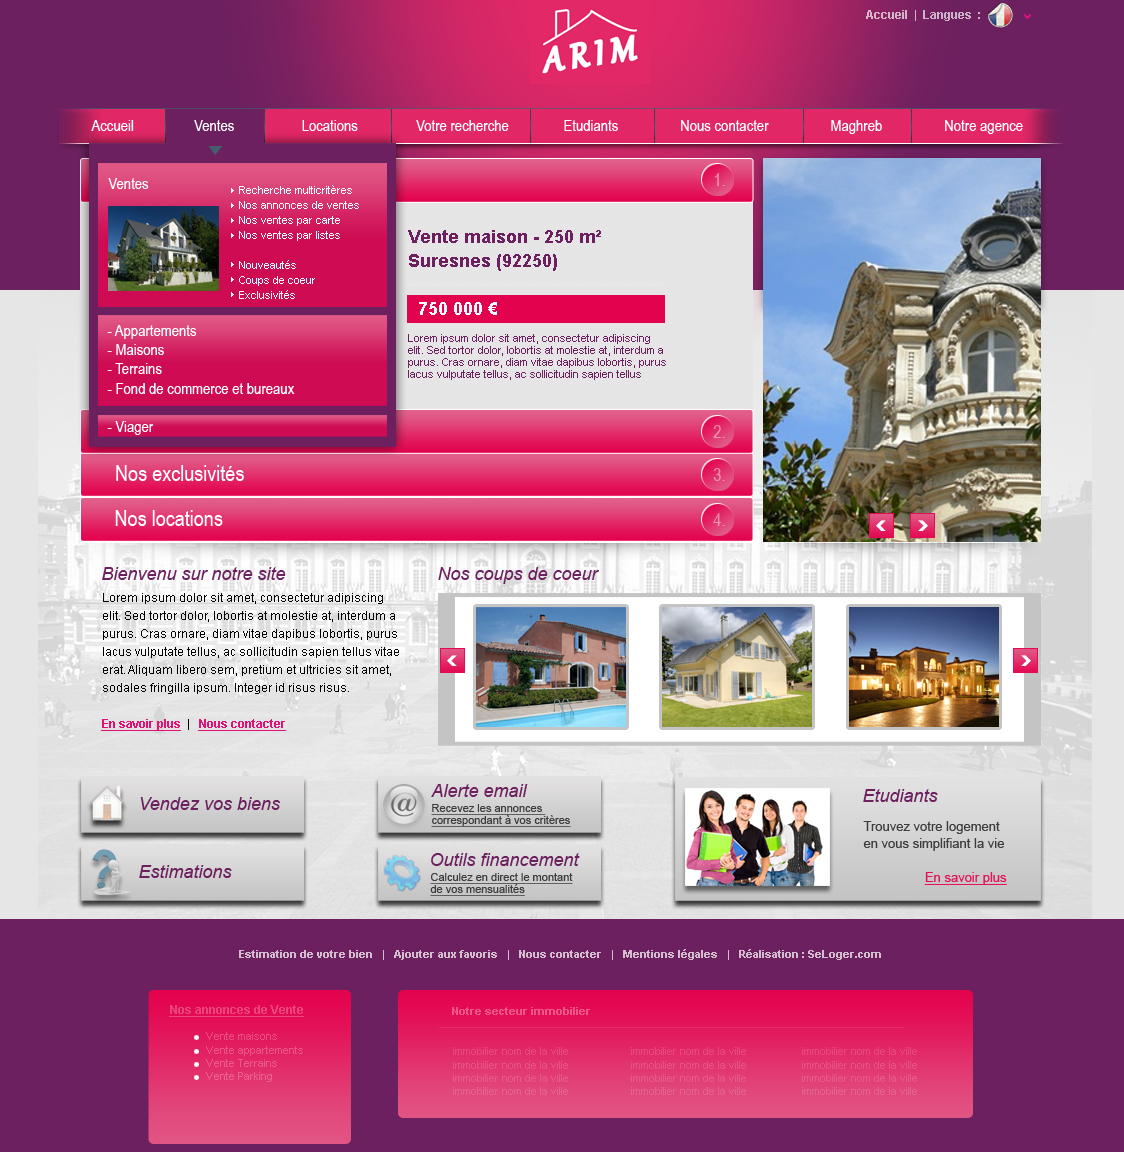 ARIM
Accueil | Langues :
Accueil
Ventes
Locations
Votre recherche
Etudiants
Nous contacter
Maghreb
Notre agence
Ventes
Recherche multicritères
Nos annonces de ventes
Nos ventes par carte
Nos ventes par listes
Nouveautés
Coups de coeur
Exclusivités
- Appartements
- Maisons
- Terrains
- Fond de commerce et bureaux
- Viager
1.
Vente maison - 250 m²
Suresnes (92250)
750 000 €
Lorem ipsum dolor sit amet, consectetur adipiscing
elit. Sed tortor dolor, lobortis at molestie at, interdum a
purus. Cras ornare, diam vitae dapibus lobortis, purus
lacus vulputate tellus, ac sollicitudin sapien tellus
2.
Nos exclusivités
3.
Nos locations
4.
Bienvenu sur notre site
Lorem ipsum dolor sit amet, consectetur adipiscing
elit. Sed tortor dolor, lobortis at molestie at, interdum a
purus. Cras ornare, diam vitae dapibus lobortis, purus
lacus vulputate tellus, ac sollicitudin sapien tellus vitae
erat. Aliquam libero sem, pretium et ultricies sit amet,
sodales fringilla ipsum. Integer id risus risus.
En savoir plus | Nous contacter
Nos coups de coeur
Vendez vos biens
Estimations
Alerte email
Recevez les annonces
correspondant à vos critères
Outils financement
Calculez en direct le montant
de vos mensualités
Etudiants
Trouvez votre logement
en vous simplifiant la vie
En savoir plus
Estimation de votre bien | Ajouter aux favoris | Nous contacter | Mentions légales | Réalisation : SeLoger.com
Nos annonces de Vente
Vente maisons
Vente appartements
Vente Terrains
Vente Parking
Notre secteur immobilier
immobilier nom de la ville immobilier nom de la ville immobilier nom de la ville
immobilier nom de la ville immobilier nom de la ville immobilier nom de la ville
immobilier nom de la ville immobilier nom de la ville immobilier nom de la ville
immobilier nom de la ville immobilier nom de la ville immobilier nom de la ville